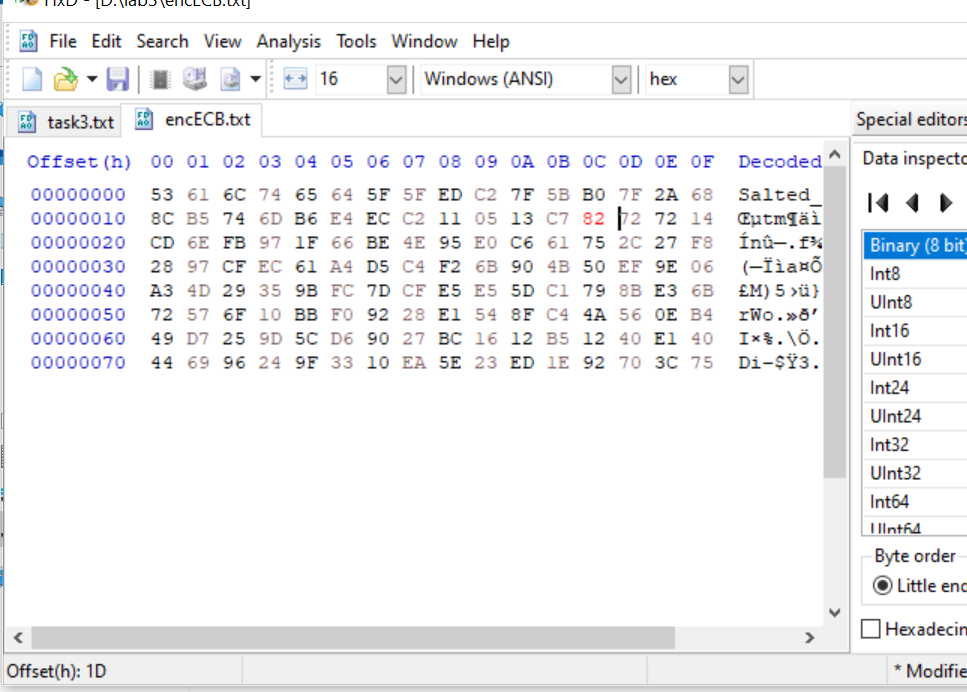 HxD - [D:\lab3\encECB.txt]
File Edit Search View Analysis Tools Window Help
16 Windows (ANSI) hex
task3.txt encECB.txt
Special editors
Offset(h) 00 01 02 03 04 05 06 07 08 09 0A 0B 0C 0D 0E 0F Decoded
Data inspecto
00000000 53 61 6C 74 65 64 5F 5F ED C2 7F 5B B0 7F 2A 68 Salted_
00000010 8C B5 74 6D B6 E4 EC C2 11 05 13 C7 82 72 72 14 Œµtm¶äì
00000020 CD 6E FB 97 1F 66 BE 4E 95 E0 C6 61 75 2C 27 F8 Ínû—.f¾
00000030 28 97 CF EC 61 A4 D5 C4 F2 6B 90 4B 50 EF 9E 06 (—Ïìa¤Õ
00000040 A3 4D 29 35 9B FC 7D CF E5 E5 5D C1 79 8B E3 6B £M)5›ü}
00000050 72 57 6F 10 BB F0 92 28 E1 54 8F C4 4A 56 0E B4 rWo.»ð’
00000060 49 D7 25 9D 5C D6 90 27 BC 16 12 B5 12 40 E1 40 I×%.\Ö.
00000070 44 69 96 24 9F 33 10 EA 5E 23 ED 1E 92 70 3C 75 Di–$Ÿ3.
Binary (8 bit)
Int8
UInt8
Int16
UInt16
Int24
UInt24
Int32
UInt32
Int64
UInt64
Byte order
Little end
Hexadecin
Offset(h): 1D
* Modifie